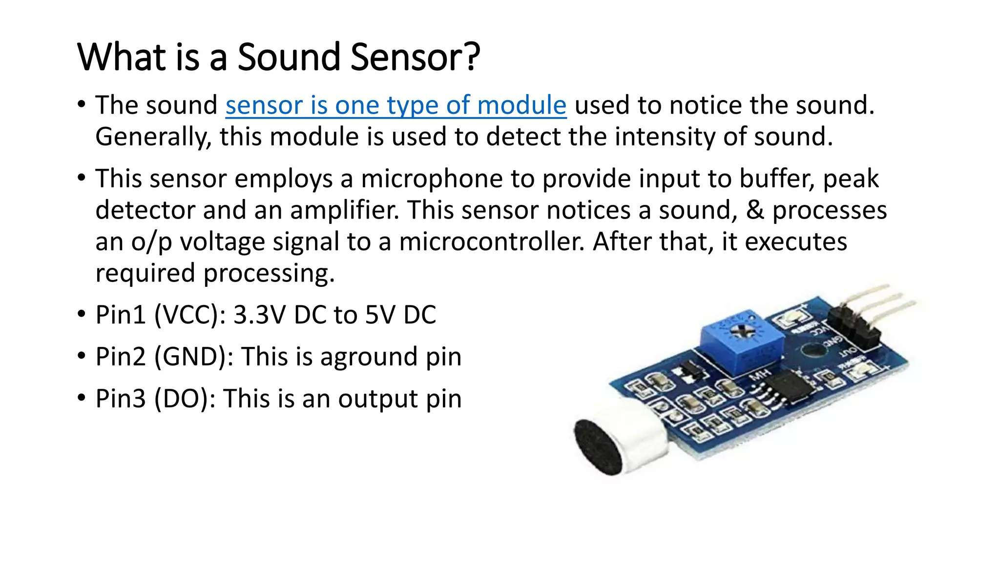 What is a Sound Sensor?
• The sound sensor is one type of module used to notice the sound.
Generally, this module is used to detect the intensity of sound.
• This sensor employs a microphone to provide input to buffer, peak
detector and an amplifier. This sensor notices a sound, & processes
an o/p voltage signal to a microcontroller. After that, it executes
required processing.
• Pin1 (VCC): 3.3V DC to 5V DC
• Pin2 (GND): This is aground pin
• Pin3 (DO): This is an output pin
VCC
GND
OUT
MH